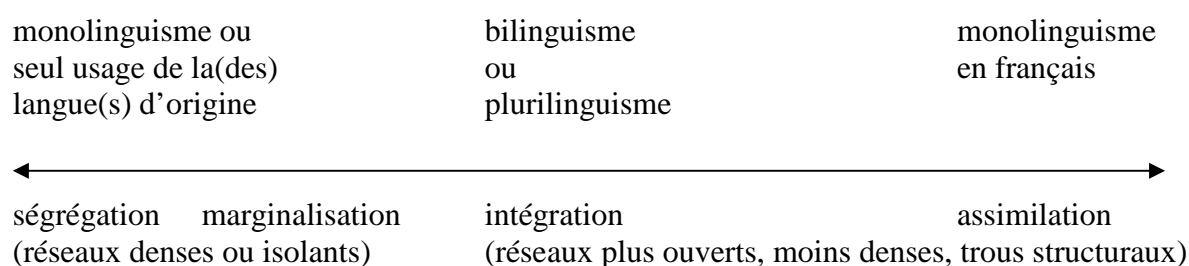 monolinguisme ou
seul usage de la(des)
langue(s) d’origine
bilinguisme
ou
plurilinguisme
monolinguisme
en français
ségrégation marginalisation
(réseaux denses ou isolants)
intégration assimilation
(réseaux plus ouverts, moins denses, trous structuraux)